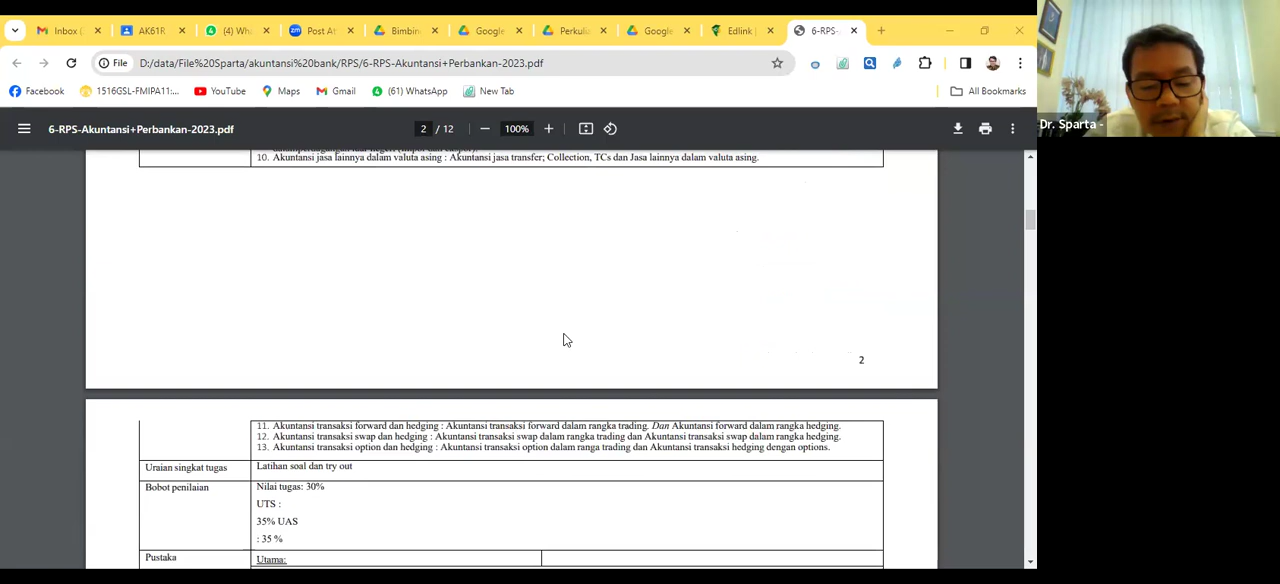 Inbox (
AK61R
(4) Wha
Post At
Bimbin
Google
Perkulia
Google
Edlink
6-RPS-
File
D:/data/File%20Sparta/akuntansi%20bank/RPS/6-RPS-Akuntansi+Perbankan-2023.pdf
Facebook
1516GSL-FMIPA11:...
YouTube
Maps
Gmail
(61) WhatsApp
New Tab
All Bookmarks
6-RPS-Akuntansi+Perbankan-2023.pdf
2 / 12
100%
Dr. Sparta -
10. Akuntansi jasa lainnya dalam valuta asing : Akuntansi jasa transfer; Collection, TCs dan Jasa lainnya dalam valuta asing.
2
11. Akuntansi transaksi forward dan hedging : Akuntansi transaksi forward dalam rangka trading. Dan Akuntansi forward dalam rangka hedging.
12. Akuntansi transaksi swap dan hedging : Akuntansi transaksi swap dalam rangka trading dan Akuntansi transaksi swap dalam rangka hedging.
13. Akuntansi transaksi option dan hedging : Akuntansi transaksi option dalam ranga trading dan Akuntansi transaksi hedging dengan options.
Uraian singkat tugas
Latihan soal dan try out
Bobot penilaian
Nilai tugas: 30%
UTS :
35% UAS
: 35 %
Pustaka
Utama: